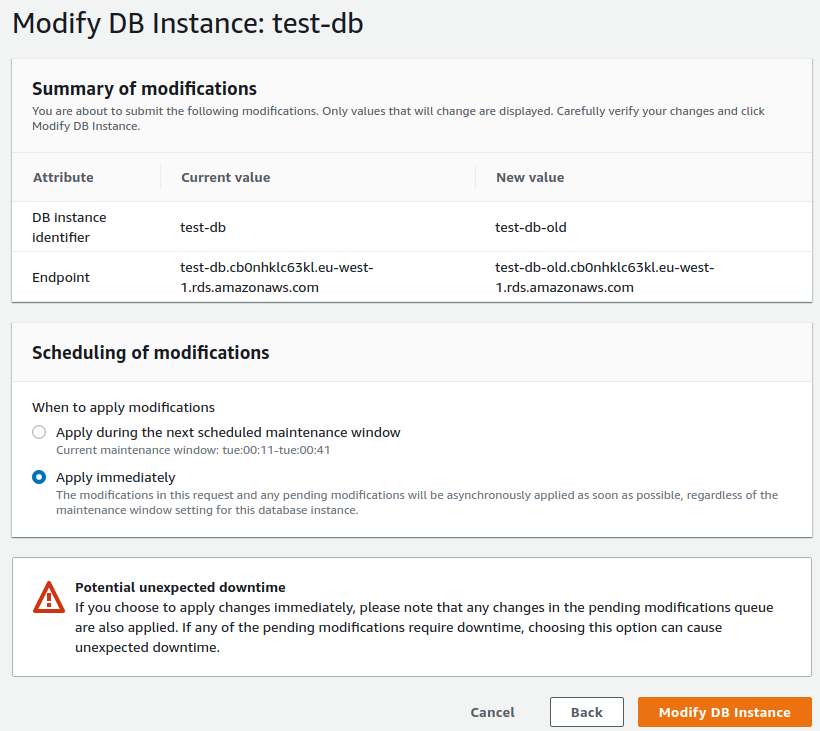 Modify DB Instance: test-db
Summary of modifications
You are about to submit the following modifications. Only values that will change are displayed. Carefully verify your changes and click
Modify DB Instance.
Attribute Current value New value
DB instance
identifier
test-db test-db-old
Endpoint
test-db.cb0nhklc63kl.eu-west-
1.rds.amazonaws.com
test-db-old.cb0nhklc63kl.eu-west-
1.rds.amazonaws.com
Scheduling of modifications
When to apply modifications
Apply during the next scheduled maintenance window
Current maintenance window: tue:00:11-tue:00:41
Apply immediately
The modifications in this request and any pending modifications will be asynchronously applied as soon as possible, regardless of the
maintenance window setting for this database instance.
Potential unexpected downtime
If you choose to apply changes immediately, please note that any changes in the pending modifications queue
are also applied. If any of the pending modifications require downtime, choosing this option can cause
unexpected downtime.
Cancel Back Modify DB Instance